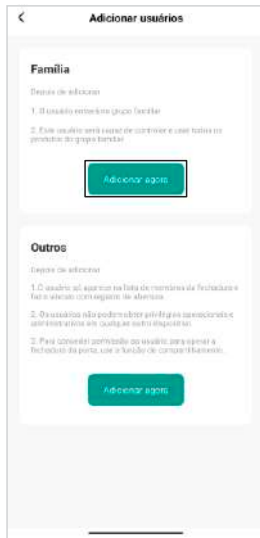 Adicionar usuários
Família
Depois de adicionar
1. O usuário entrará no grupo familiar
2. Este usuário será capaz de controlar e usar todos os
produtos do grupo familiar
Adicionar agora
Outros
Depois de adicionar
1. O usuário só aparece na lista de membros da fechadura e
faz o vínculo com registro de abertura
2. Os usuários não podem obter privilégios operacionais e
administrativos em qualquer outro dispositivo.
3. Para conceder permissão ao usuário para operar a
fechadura da porta, use a função de compartilhamento.
Adicionar agora